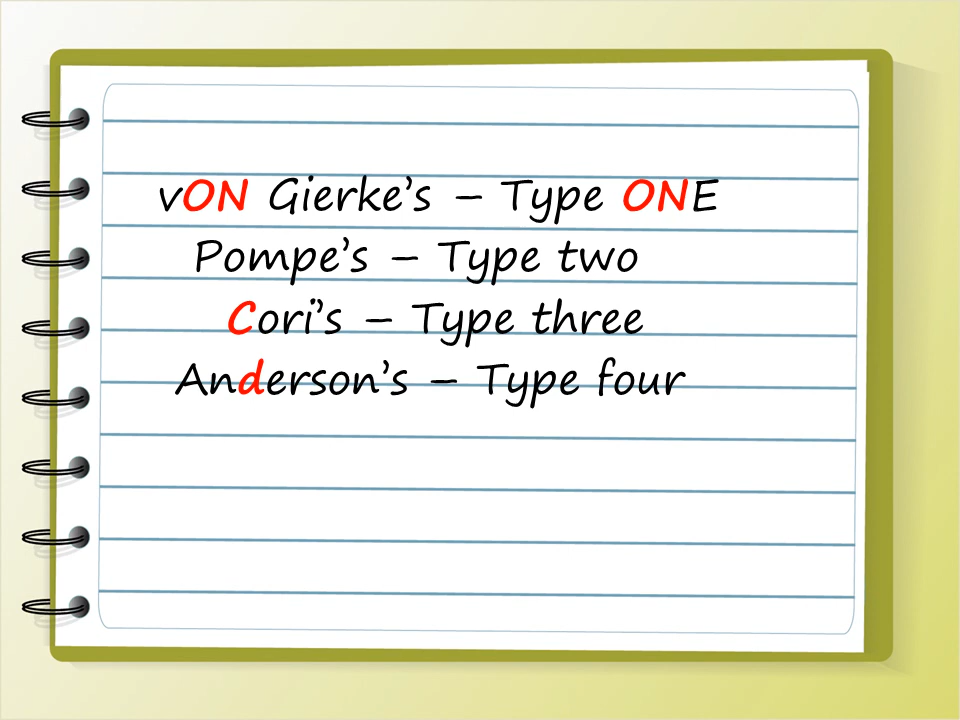 vON Gierke’s – Type ONE
Pompe’s – Type two
Cori’s – Type three
Anderson’s – Type four